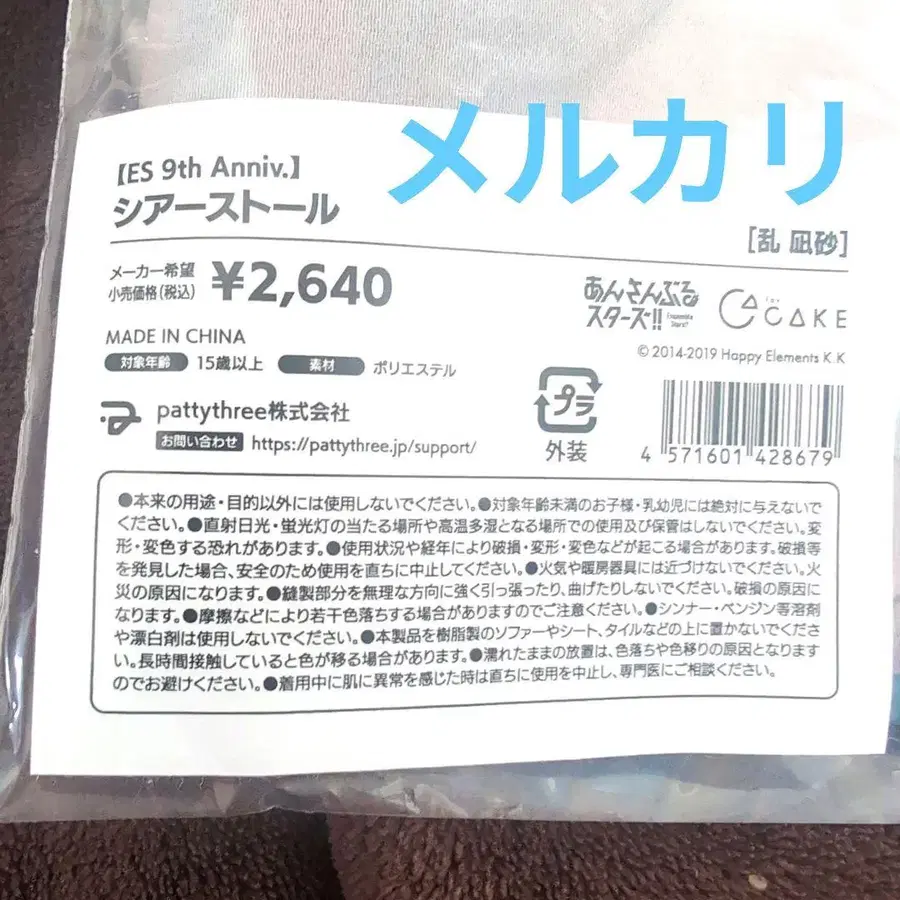 メルカリ
【ES 9th Anniv.】
シアーストール
[乱 凪砂]
メーカー希望
小売価格(税込) ¥2,640
あんさんぶる
スターズ!!
Ensemble
Stars!!
for
CAKE
© 2014-2019 Happy Elements K.K
MADE IN CHINA
対象年齢 15歳以上 素材 ポリエステル
pattythree株式会社
お問い合わせ https://pattythree.jp/support/
プラ
外装
4 571601 428679
●本来の用途・目的以外には使用しないでください。●対象年齢未満のお子様・乳幼児には絶対に与えないで
ください。●直射日光・蛍光灯の当たる場所や高温多湿となる場所での使用及び保管はしないでください。変
形・変色する恐れがあります。●使用状況や経年により破損・変形・変色などが起こる場合があります。破損等
を発見した場合、安全のため使用を直ちに中止してください。●火気や暖房器具には近づけないでください。火
災の原因になります。●縫製部分を無理な方向に強く引っ張ったり、曲げたりしないでください。破損の原因に
なります。●摩擦などにより若干色落ちする場合がありますのでご注意ください。●シンナー・ベンジン等溶剤
や漂白剤は使用しないでください。●本製品を樹脂製のソファーやシート、タイルなどの上に置かないでくださ
い。長時間接触していると色が移る場合があります。●濡れたままの放置は、色落ちや色移りの原因となります
のでお避けください。●着用中に肌に異常を感じた時は直ちに使用を中止し、専門医にご相談ください。